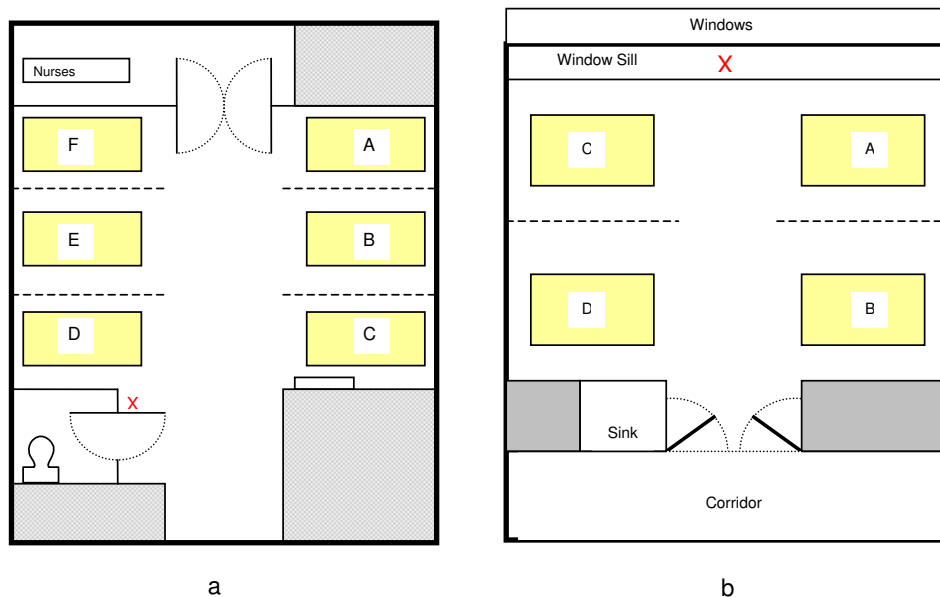 Nurses
F
A
E
B
D
C
X
a
Windows
Window Sill X
C
A
D
B
Sink
Corridor
b